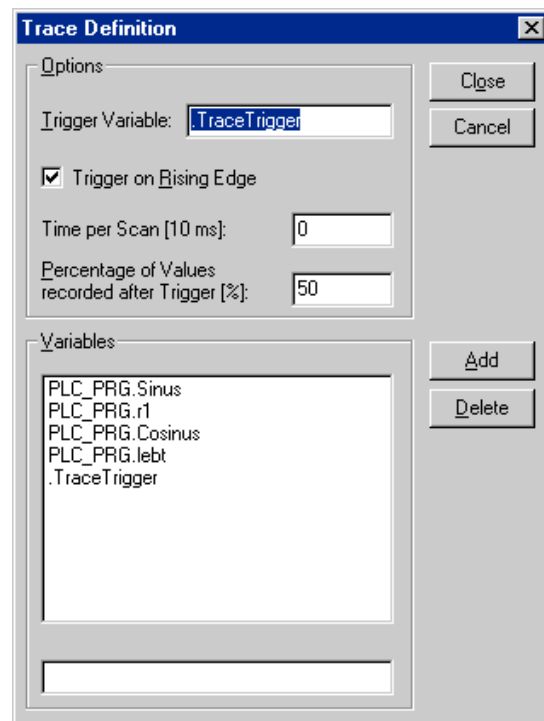 Trace Definition
Options
Close
Trigger Variable: .TraceTrigger
Cancel
Trigger on Rising Edge
Time per Scan [10 ms]: 0
Percentage of Values
recorded after Trigger [%]: 50
Variables
Add
PLC_PRG.Sinus
PLC_PRG.r1
Delete
PLC_PRG.Cosinus
PLC_PRG.lebt
.TraceTrigger